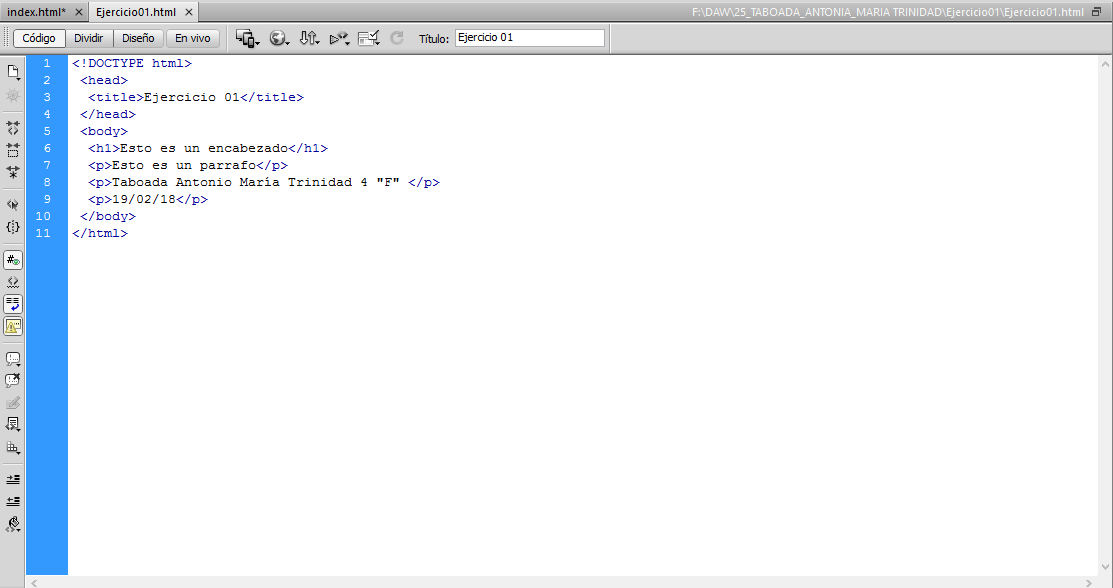 index.html* × Ejercicio01.html × F:\DAW\25_TABOADA_ANTONIA_MARIA TRINIDAD\Ejercicio01\Ejercicio01.html
Código Dividir Diseño En vivo Título: Ejercicio 01
1 <!DOCTYPE html>
2 <head>
3 <title>Ejercicio 01</title>
4 </head>
5 <body>
6 <h1>Esto es un encabezado</h1>
7 <p>Esto es un parrafo</p>
8 <p>Taboada Antonio María Trinidad 4 "F" </p>
9 <p>19/02/18</p>
10 </body>
11 </html>